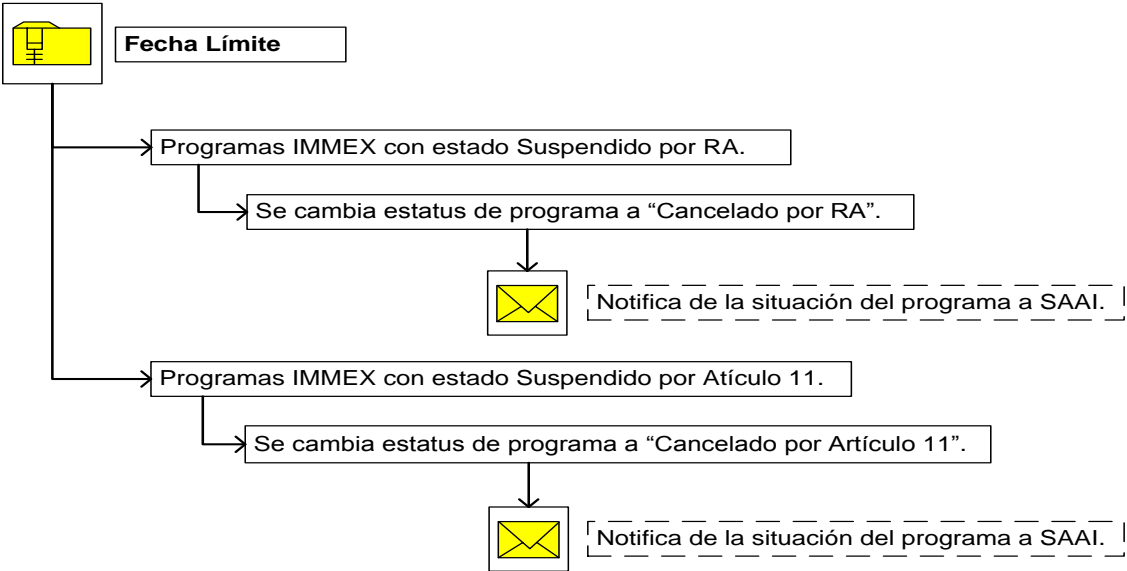 Fecha Límite
Programas IMMEX con estado Suspendido por RA.
Se cambia estatus de programa a “Cancelado por RA”.
Notifica de la situación del programa a SAAI.
Programas IMMEX con estado Suspendido por Atículo 11.
Se cambia estatus de programa a “Cancelado por Artículo 11”.
Notifica de la situación del programa a SAAI.